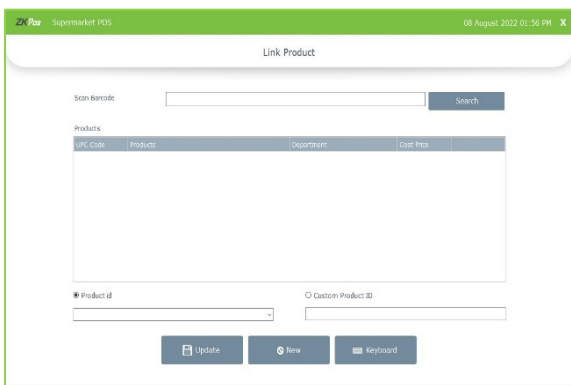 ZKPos Supermarket POS 08 August 2022 01:56 PM X
Link Product
Scan Barcode Search
Products
UPC Code Products Department Cost Price
Product id Custom Product ID
Update New Keyboard